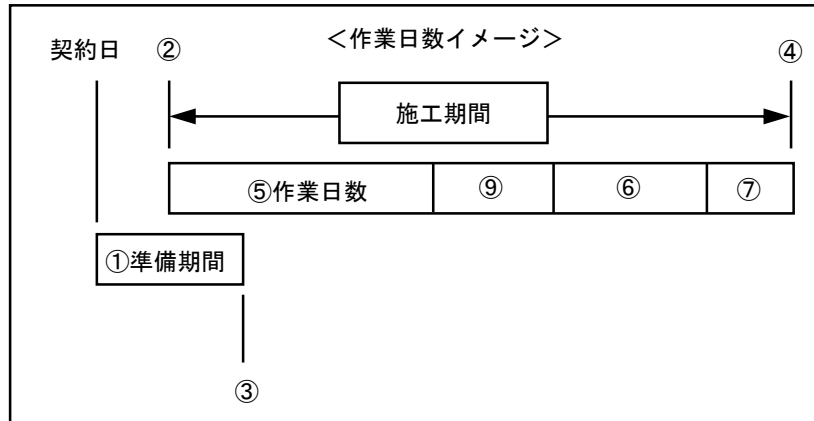 ＜作業日数イメージ＞
契約日 ② ④
施工期間
⑤作業日数 ⑨ ⑥ ⑦
①準備期間
③